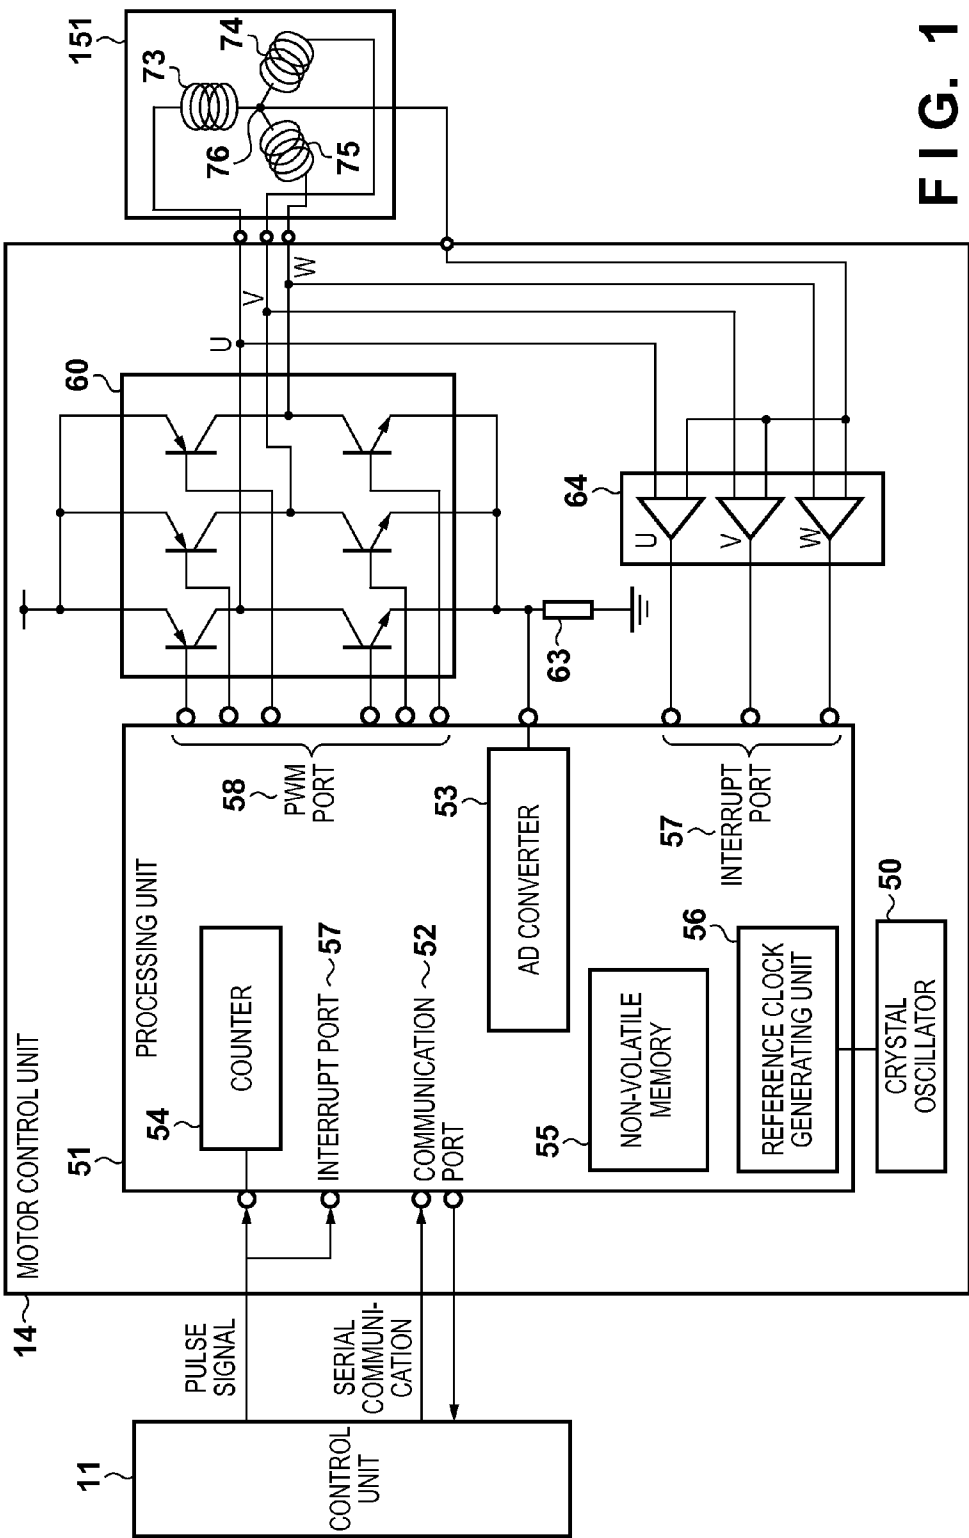 FIG. 1
14
MOTOR CONTROL UNIT
151
73
74
75
76
11
CONTROL
UNIT
PULSE
SIGNAL
SERIAL
COMMUNI-
CATION
51
PROCESSING UNIT
54
COUNTER
INTERRUPT PORT
57
COMMUNICATION
PORT
52
58
PWM
PORT
53
AD CONVERTER
55
NON-VOLATILE
MEMORY
56
REFERENCE CLOCK
GENERATING UNIT
57
INTERRUPT
PORT
50
CRYSTAL
OSCILLATOR
60
U
V
W
63
64
U
V
W